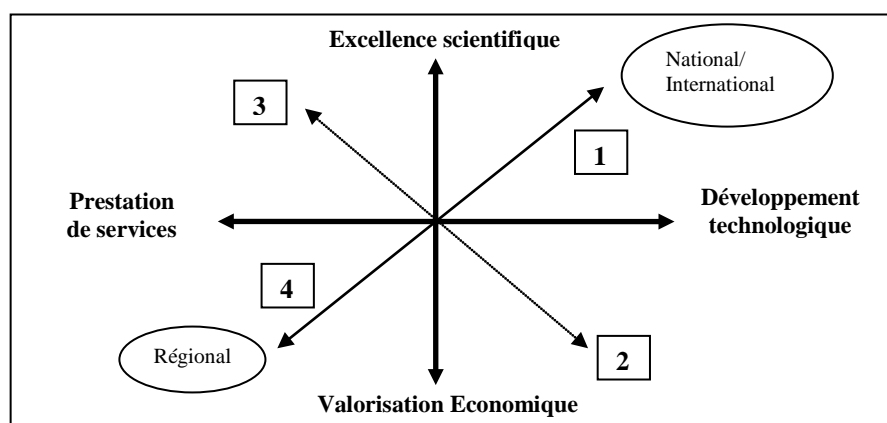 Excellence scientifique
National/
International
3
1
Prestation
de services
Développement
technologique
4
Régional
2
Valorisation Economique